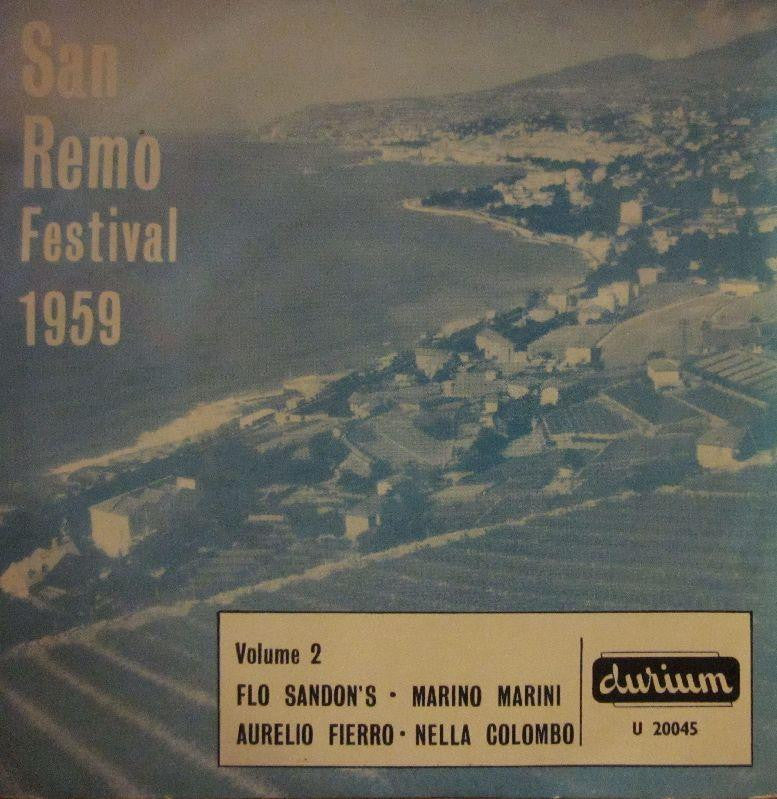 San
Remo
Festival
1959
Volume 2
FLO SANDON'S · MARINO MARINI
AURELIO FIERRO · NELLA COLOMBO
durium
U 20045